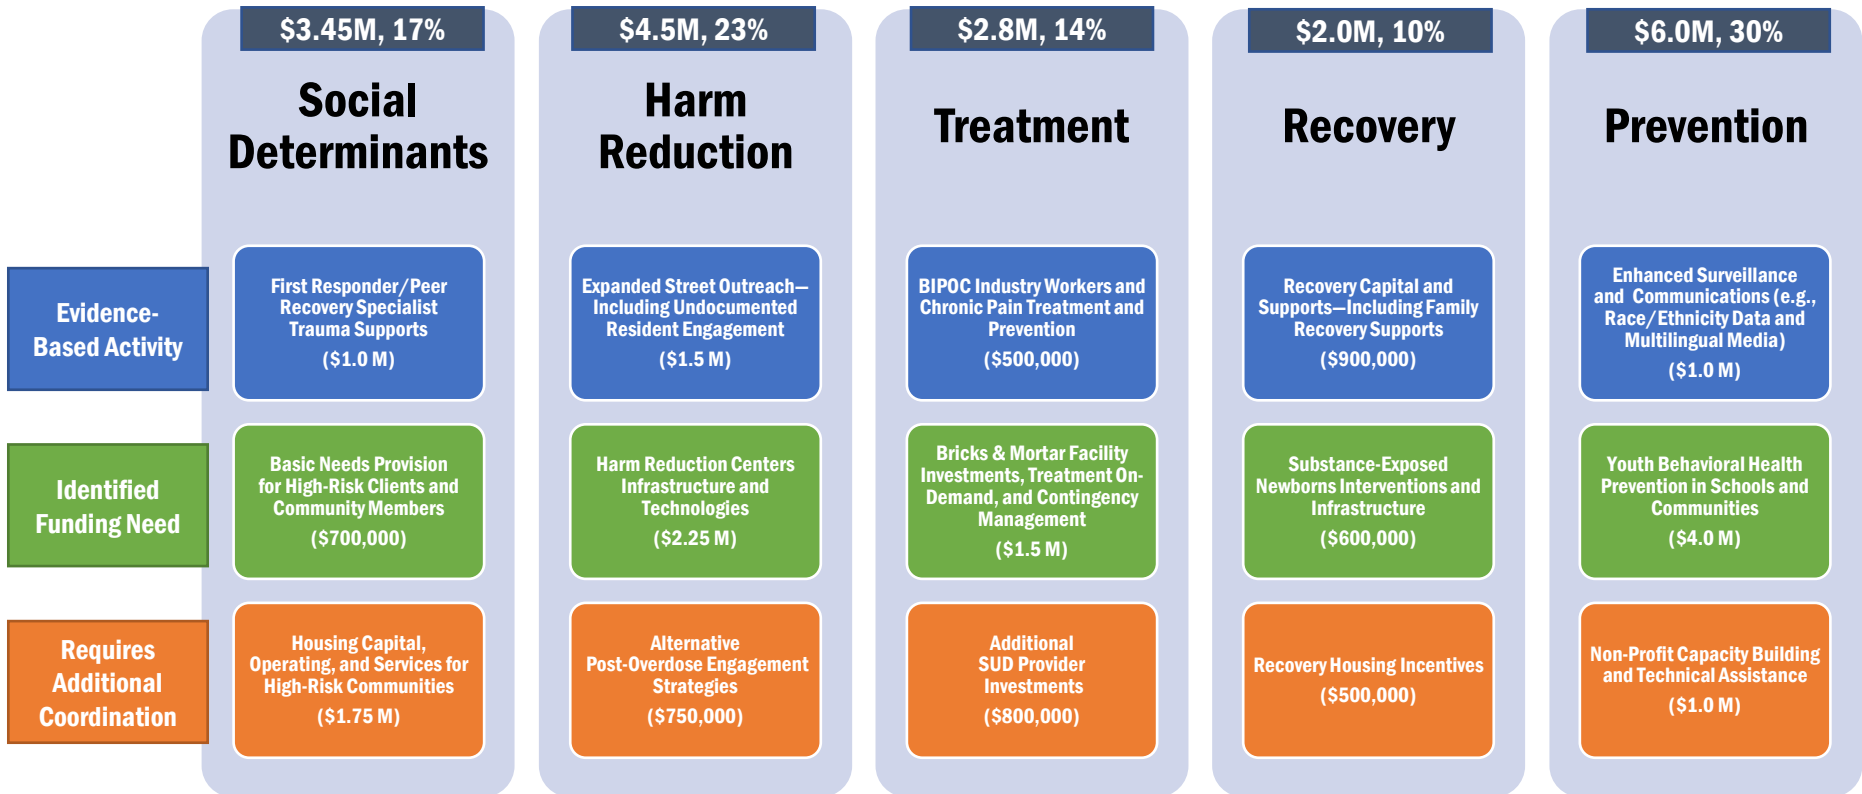 $3.45M, 17%
$4.5M, 23%
$2.8M, 14%
$2.0M, 10%
$6.0M, 30%
Social
Determinants
Harm
Reduction
Treatment
Recovery
Prevention
Evidence-
Based Activity
First Responder/Peer
Recovery Specialist
Trauma Supports
($1.0 M)
Expanded Street Outreach—
Including Undocumented
Resident Engagement
($1.5 M)
BIPOC Industry Workers and
Chronic Pain Treatment and
Prevention
($500,000)
Recovery Capital and
Supports—Including Family
Recovery Supports
($900,000)
Enhanced Surveillance
and Communications (e.g.,
Race/Ethnicity Data and
Multilingual Media)
($1.0 M)
Identified
Funding Need
Basic Needs Provision
for High-Risk Clients and
Community Members
($700,000)
Harm Reduction Centers
Infrastructure and
Technologies
($2.25 M)
Bricks & Mortar Facility
Investments, Treatment On-
Demand, and Contingency
Management
($1.5 M)
Substance-Exposed
Newborns Interventions and
Infrastructure
($600,000)
Youth Behavioral Health
Prevention in Schools and
Communities
($4.0 M)
Requires
Additional
Coordination
Housing Capital,
Operating, and Services for
High-Risk Communities
($1.75 M)
Alternative
Post-Overdose Engagement
Strategies
($750,000)
Additional
SUD Provider
Investments
($800,000)
Recovery Housing Incentives
($500,000)
Non-Profit Capacity Building
and Technical Assistance
($1.0 M)